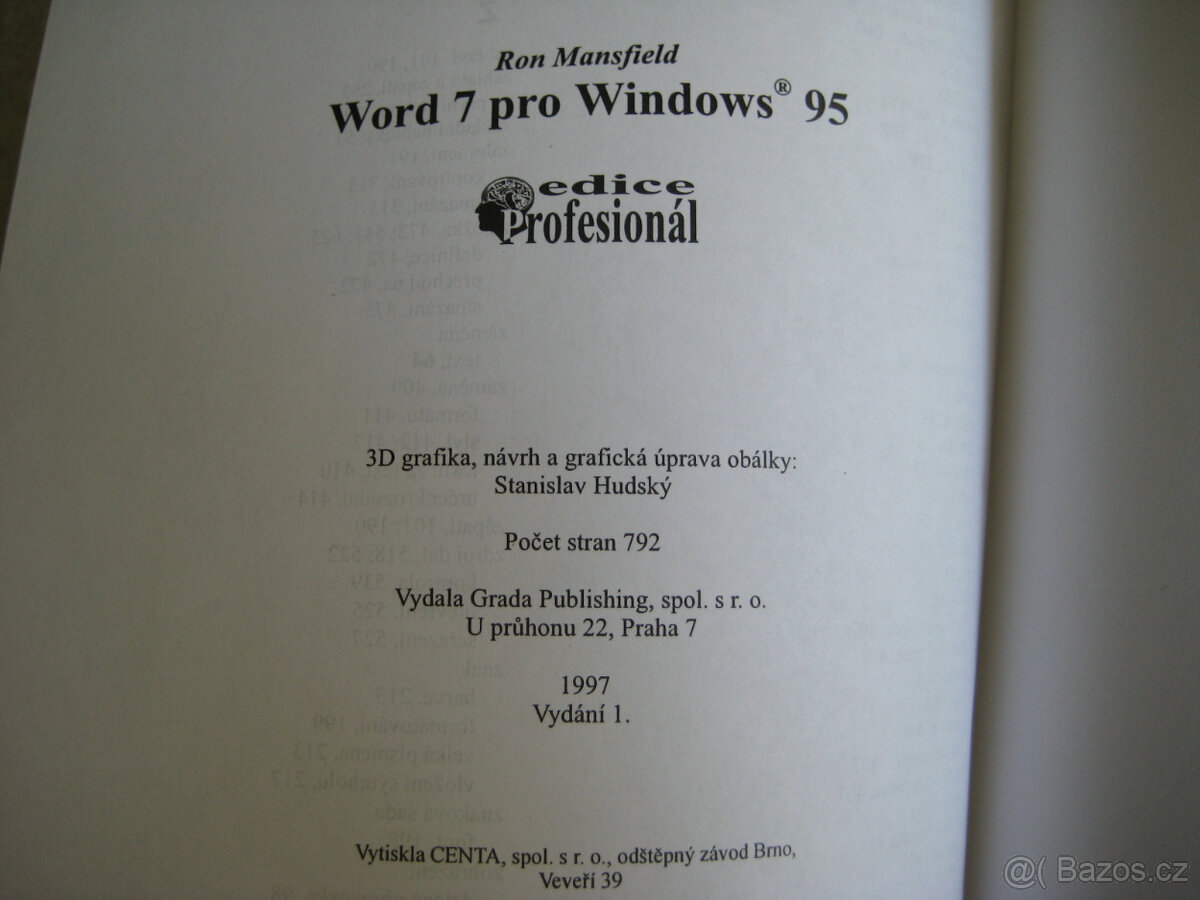 Ron Mansfield
Word 7 pro Windows® 95
edice
Profesionál
3D grafika, návrh a grafická úprava obálky:
Stanislav Hudský
Počet stran 792
Vydala Grada Publishing, spol. s r. o.
U průhonu 22, Praha 7
1997
Vydání 1.
Vytiskla CENTA, spol. s r. o., odštěpný závod Brno,
Veveří 39
@( Bazos.cz